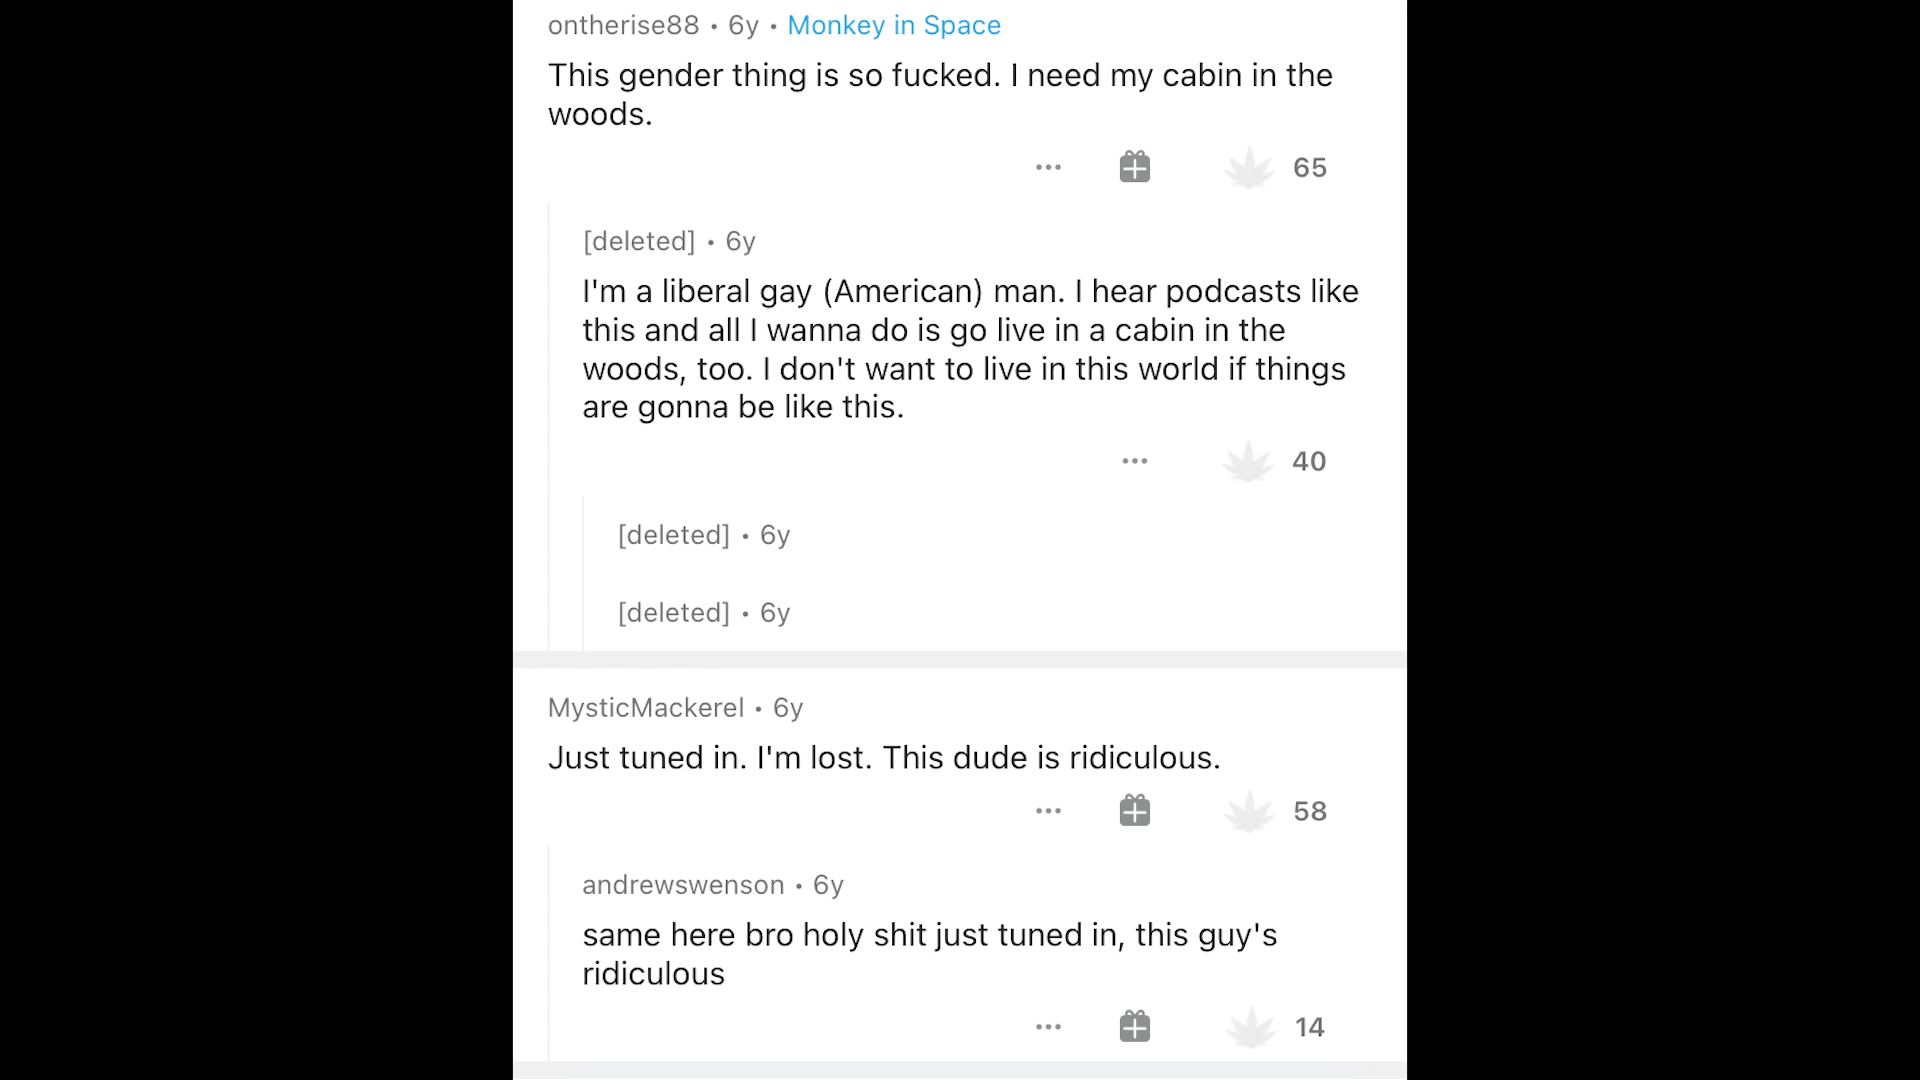 ontherise88 • 6y • Monkey in Space
This gender thing is so fucked. I need my cabin in the
woods.
65
[deleted] • 6y
I'm a liberal gay (American) man. I hear podcasts like
this and all I wanna do is go live in a cabin in the
woods, too. I don't want to live in this world if things
are gonna be like this.
40
[deleted] • 6y
[deleted] • 6y
MysticMackerel • 6y
Just tuned in. I'm lost. This dude is ridiculous.
58
andrewswenson • 6y
same here bro holy shit just tuned in, this guy's
ridiculous
14